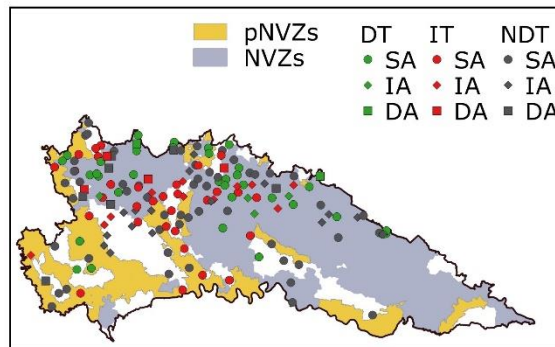 pNVZs
NVZs
DT IT NDT
SA SA SA
IA IA IA
DA DA DA